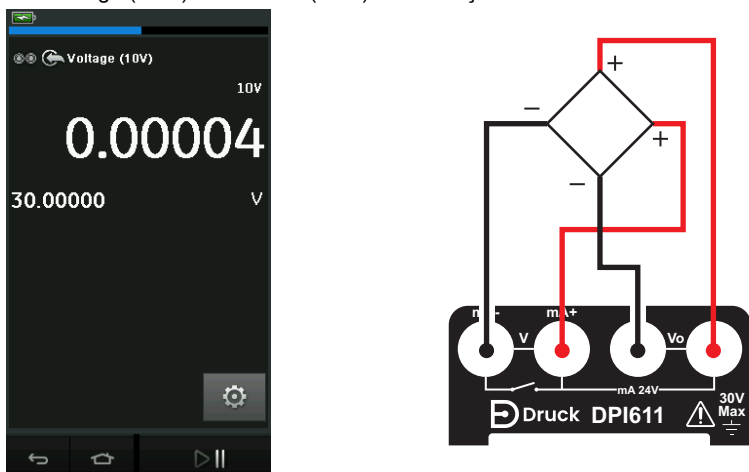 Voltage (10V)
10V
0.00004
30.00000 V
+
−
+
−
mA+
V
Vo
mA 24V
Druck DPI611
30V
Max